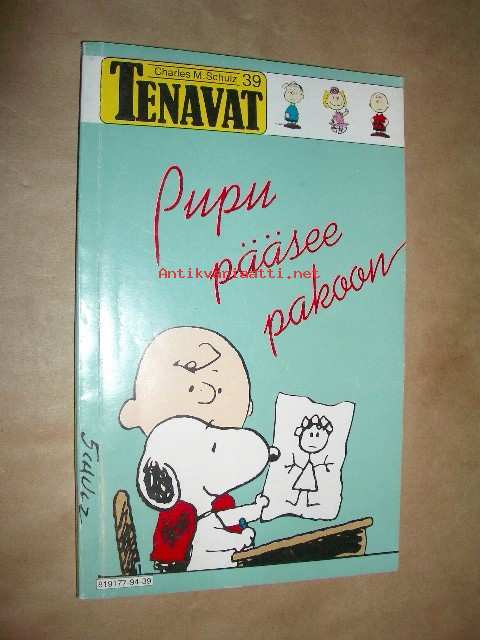 Charles M. Schulz 39
TENAVAT
Pupu
pääsee
Antikvariaatti.net
pakoon
SCHULZ
819177-94-39